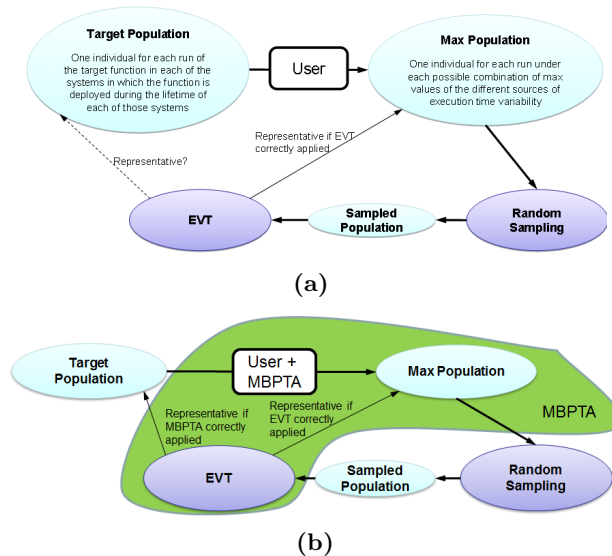 Target Population
One individual for each run of
the target function in each of the
systems in which the function is
deployed during the lifetime of
each of those systems
User
Max Population
One individual for each run under
each possible combination of max
values of the different sources of
execution time variability
Representative if EVT
correctly applied
Representative?
EVT
Sampled
Population
Random
Sampling
(a)
Target
Population
User +
MBPTA
Max Population
MBPTA
Representative if
MBPTA correctly
applied
Representative if
EVT correctly
applied
EVT
Sampled
Population
Random
Sampling
(b)